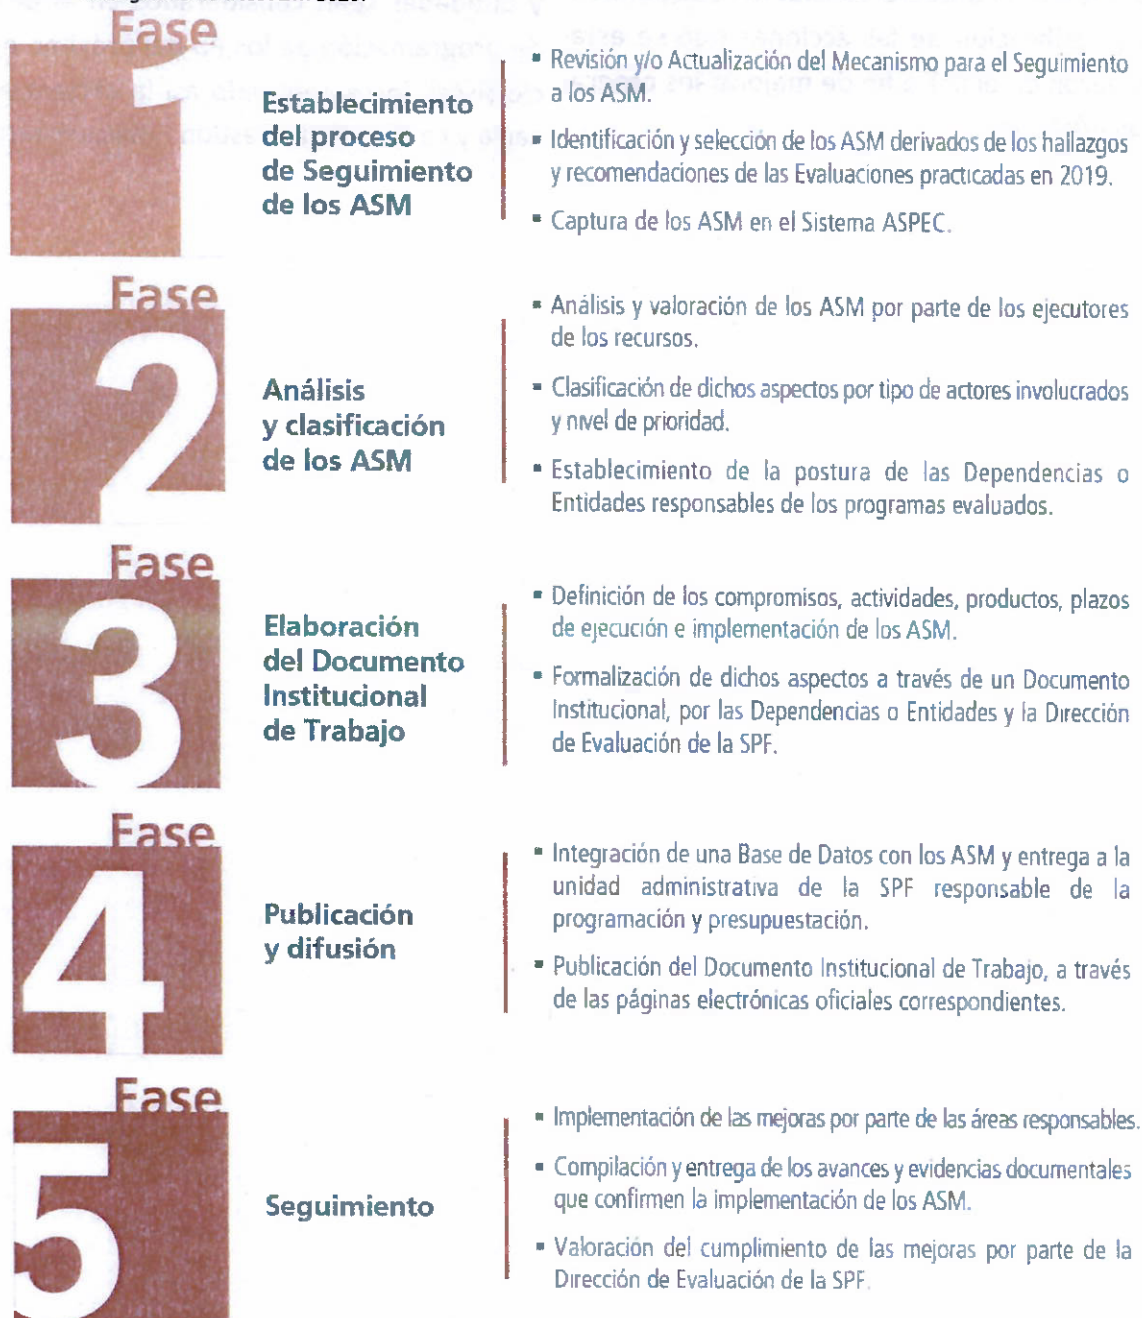 Fase
1
Establecimiento
del proceso
de Seguimiento
de los ASM
▪ Revisión y/o Actualización del Mecanismo para el Seguimiento
a los ASM.
▪ Identificación y selección de los ASM derivados de los hallazgos
y recomendaciones de las Evaluaciones practicadas en 2019.
▪ Captura de los ASM en el Sistema ASPEC.
Fase
2
Análisis
y clasificación
de los ASM
▪ Análisis y valoración de los ASM por parte de los ejecutores
de los recursos.
▪ Clasificación de dichos aspectos por tipo de actores involucrados
y nivel de prioridad.
▪ Establecimiento de la postura de las Dependencias o
Entidades responsables de los programas evaluados.
Fase
3
Elaboración
del Documento
Institucional
de Trabajo
▪ Definición de los compromisos, actividades, productos, plazos
de ejecución e implementación de los ASM.
▪ Formalización de dichos aspectos a través de un Documento
Institucional, por las Dependencias o Entidades y la Dirección
de Evaluación de la SPF.
Fase
4
Publicación
y difusión
▪ Integración de una Base de Datos con los ASM y entrega a la
unidad administrativa de la SPF responsable de la
programación y presupuestación.
▪ Publicación del Documento Institucional de Trabajo, a través
de las páginas electrónicas oficiales correspondientes.
Fase
5
Seguimiento
▪ Implementación de las mejoras por parte de las áreas responsables.
▪ Compilación y entrega de los avances y evidencias documentales
que confirmen la implementación de los ASM.
▪ Valoración del cumplimiento de las mejoras por parte de la
Dirección de Evaluación de la SPF.